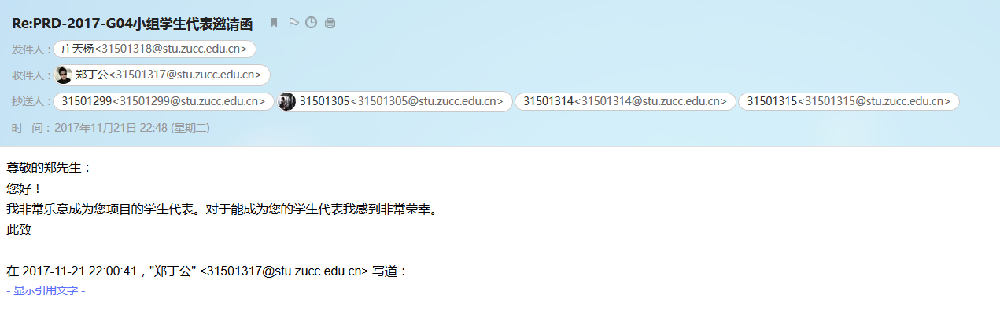 Re:PRD-2017-G04小组学生代表邀请函
发件人：庄天杨<31501318@stu.zucc.edu.cn>
收件人：郑丁公<31501317@stu.zucc.edu.cn>
抄送人：31501299<31501299@stu.zucc.edu.cn> 31501305<31501305@stu.zucc.edu.cn> 31501314<31501314@stu.zucc.edu.cn> 31501315<31501315@stu.zucc.edu.cn>
时 间：2017年11月21日 22:48 (星期二)
尊敬的郑先生：
您好！
我非常乐意成为您项目的学生代表。对于能成为您的学生代表我感到非常荣幸。
此致
在 2017-11-21 22:00:41，"郑丁公" <31501317@stu.zucc.edu.cn> 写道：
- 显示引用文字 -